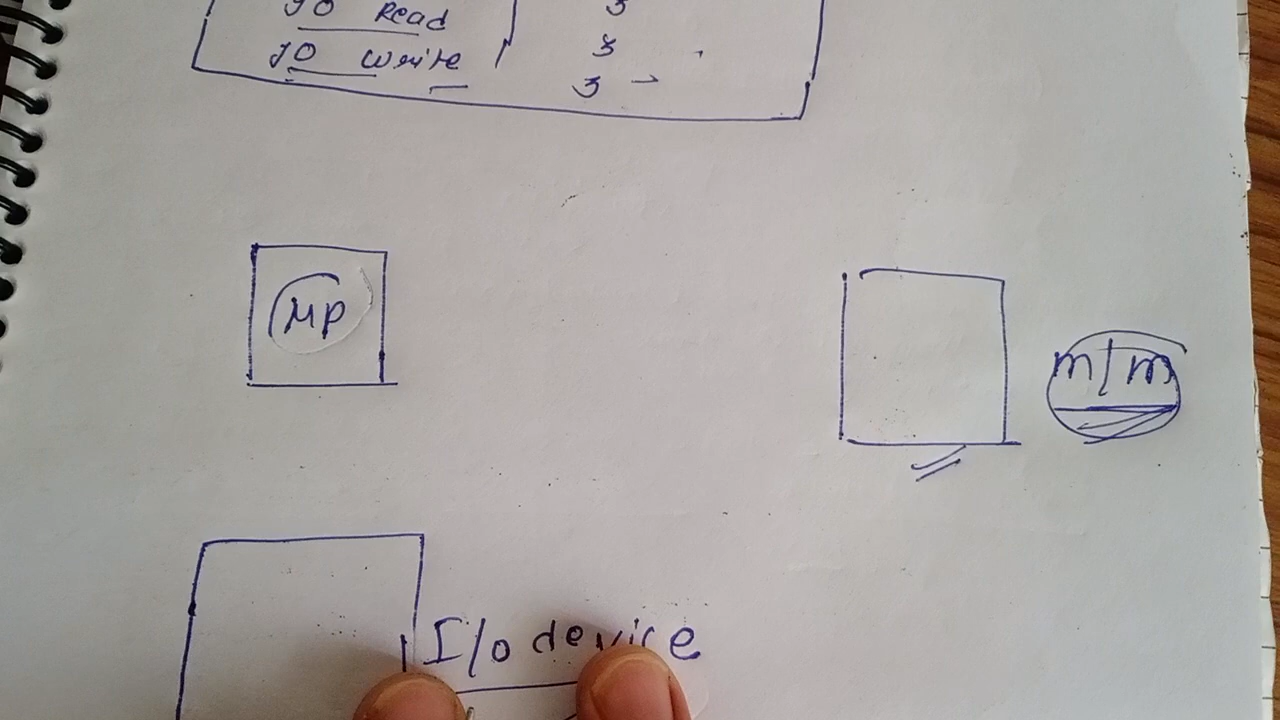 IO Read 3
IO write 3
3
μp
m/m
I/o device